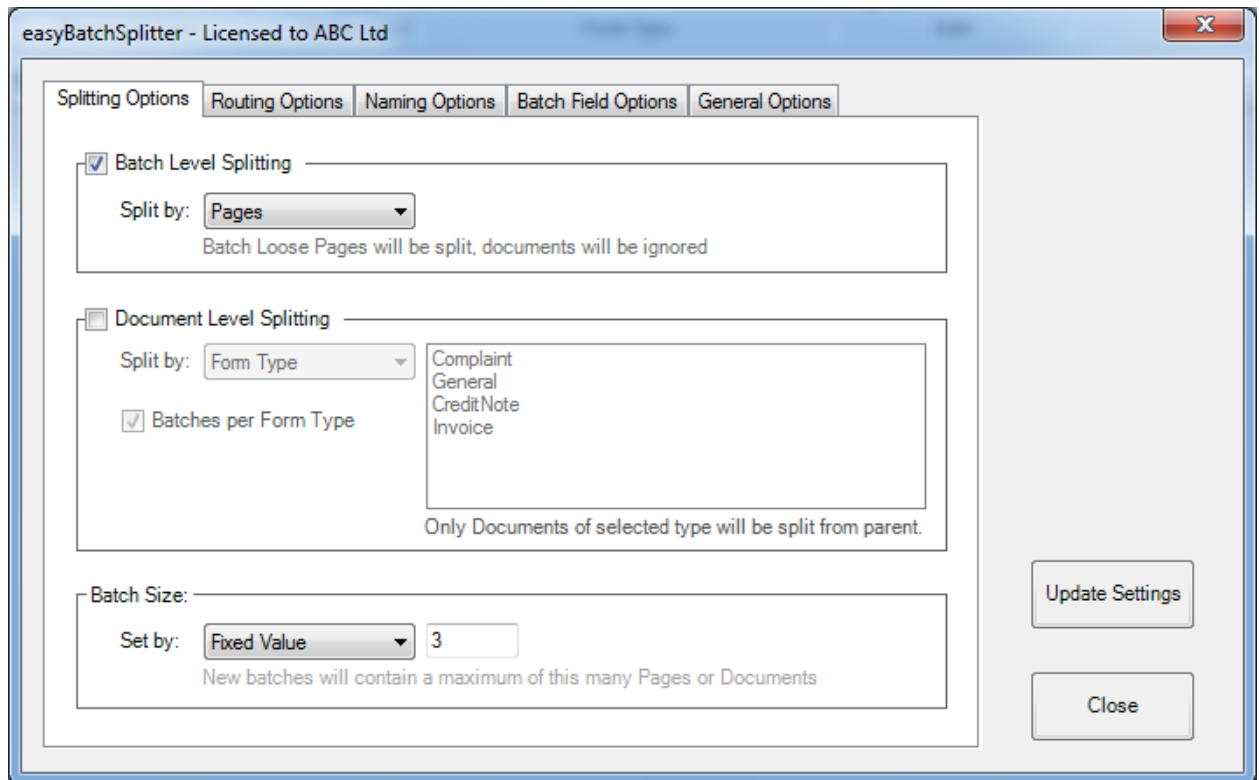 easyBatchSplitter - Licensed to ABC Ltd
Splitting Options Routing Options Naming Options Batch Field Options General Options
Batch Level Splitting
Split by: Pages
Batch Loose Pages will be split, documents will be ignored
Document Level Splitting
Split by: Form Type
Batches per Form Type
Complaint
General
CreditNote
Invoice
Only Documents of selected type will be split from parent.
Batch Size:
Set by: Fixed Value 3
New batches will contain a maximum of this many Pages or Documents
Update Settings
Close